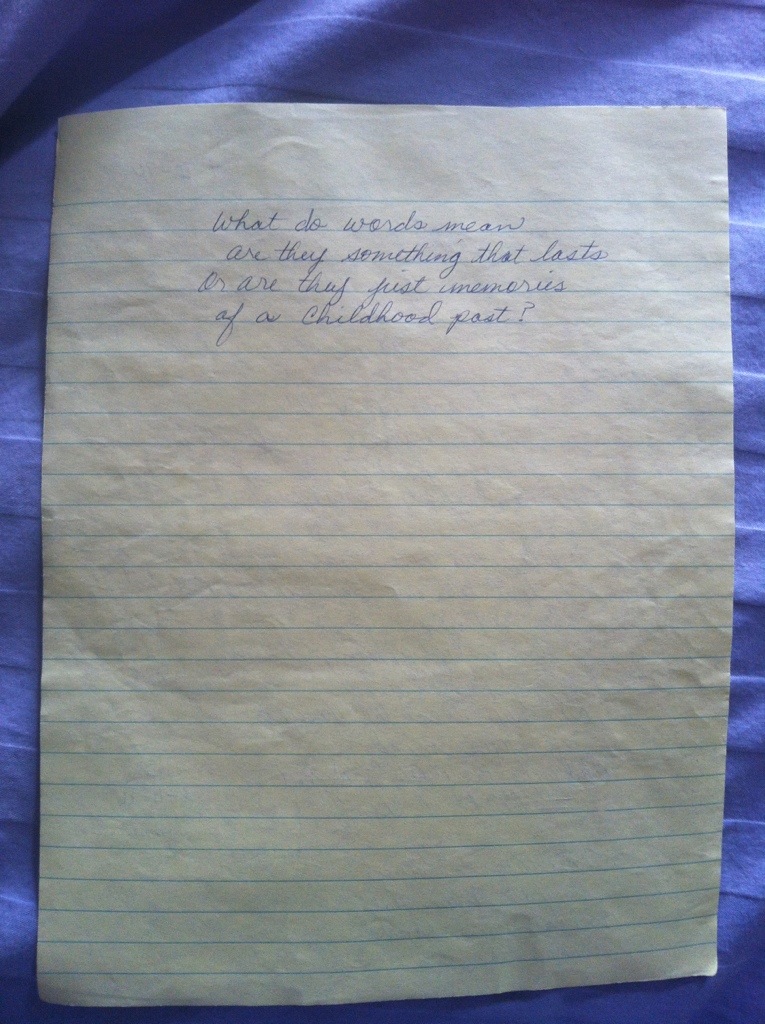 What do words mean
are they something that lasts
Or are they just memories
of a Childhood past?